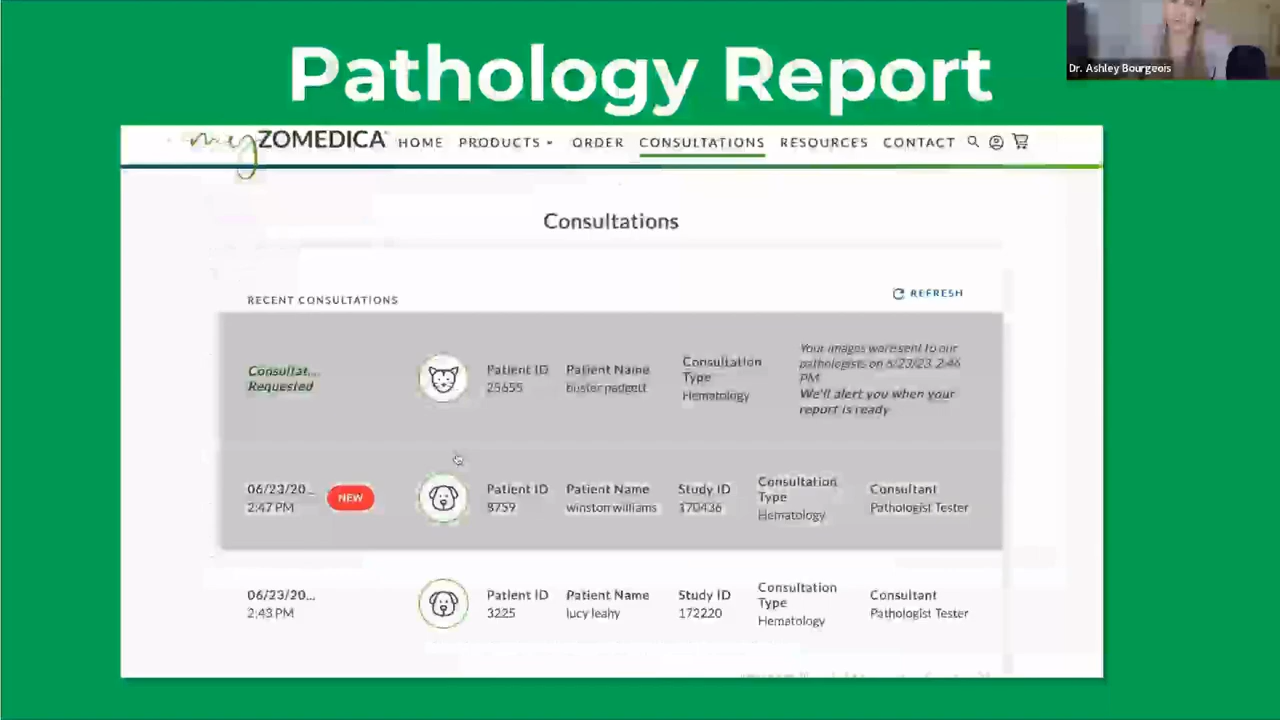 Pathology Report
Dr. Ashley Bourgeois
my ZOMEDICA HOME PRODUCTS ORDER CONSULTATIONS RESOURCES CONTACT
Consultations
RECENT CONSULTATIONS
REFRESH
Consultat...
Requested
Patient ID
25655
Patient Name
buster padgett
Consultation
Type
Hematology
Your images were sent to our
pathologists on 6/23/23 2:46
PM
We'll alert you when your
report is ready
06/23/20...
2:47 PM
NEW
Patient ID
8759
Patient Name
winston williams
Study ID
170436
Consultation
Type
Hematology
Consultant
Pathologist Tester
06/23/20...
2:43 PM
Patient ID
3225
Patient Name
lucy leahy
Study ID
172220
Consultation
Type
Hematology
Consultant
Pathologist Tester